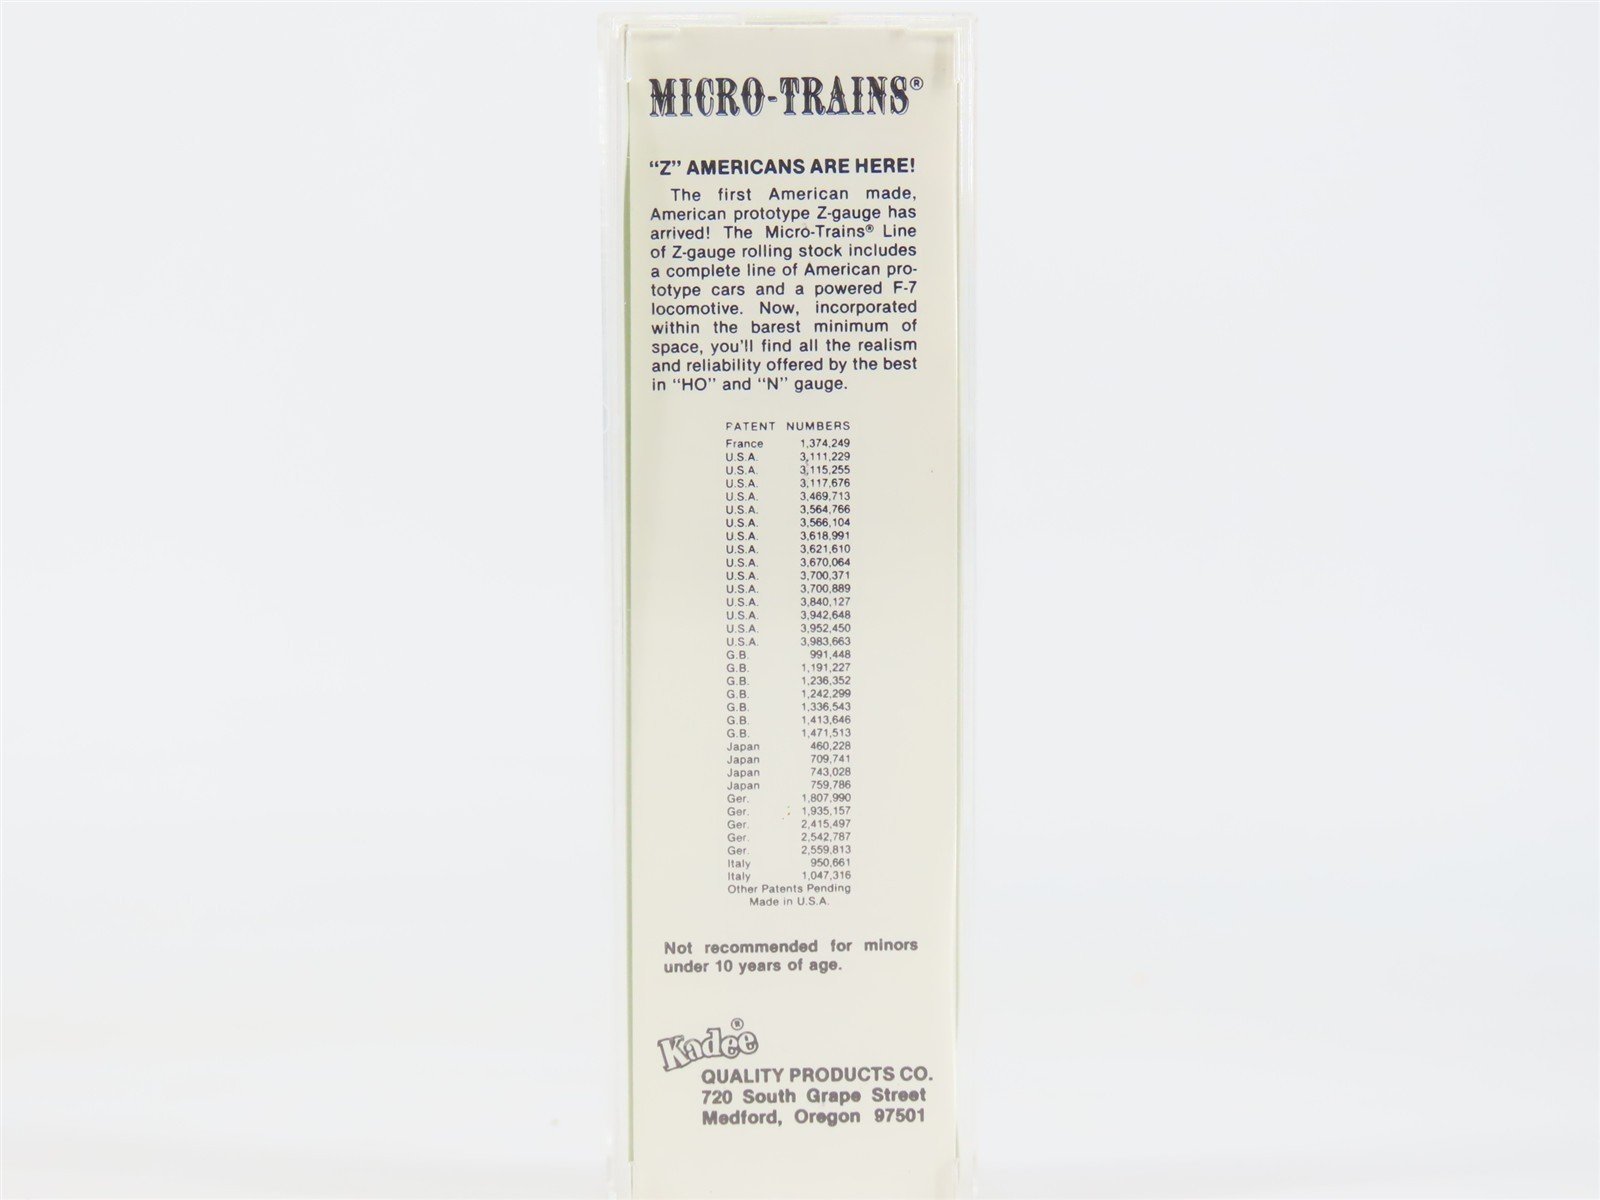 MICRO-TRAINS®
"Z" AMERICANS ARE HERE!
The first American made,
American prototype Z-gauge has
arrived! The Micro-Trains® Line
of Z-gauge rolling stock includes
a complete line of American pro-
totype cars and a powered F-7
locomotive. Now, incorporated
within the barest minimum of
space, you'll find all the realism
and reliability offered by the best
in "HO" and "N" gauge.
PATENT NUMBERS
France 1,374,249
U.S.A. 3,111,229
U.S.A. 3,115,255
U.S.A. 3,117,676
U.S.A. 3,469,713
U.S.A. 3,564,766
U.S.A. 3,566,104
U.S.A. 3,618,991
U.S.A. 3,621,610
U.S.A. 3,670,064
U.S.A. 3,700,371
U.S.A. 3,700,889
U.S.A. 3,840,127
U.S.A. 3,942,648
U.S.A. 3,952,450
U.S.A. 3,983,663
G.B. 991,448
G.B. 1,191,227
G.B. 1,236,352
G.B. 1,242,299
G.B. 1,336,543
G.B. 1,413,646
G.B. 1,471,513
Japan 460,228
Japan 709,741
Japan 743,028
Japan 759,786
Ger. 1,807,990
Ger. 1,935,157
Ger. 2,415,497
Ger. 2,542,787
Ger. 2,559,813
Italy 950,661
Italy 1,047,316
Other Patents Pending
Made in U.S.A.
Not recommended for minors
under 10 years of age.
Kadee®
QUALITY PRODUCTS CO.
720 South Grape Street
Medford, Oregon 97501